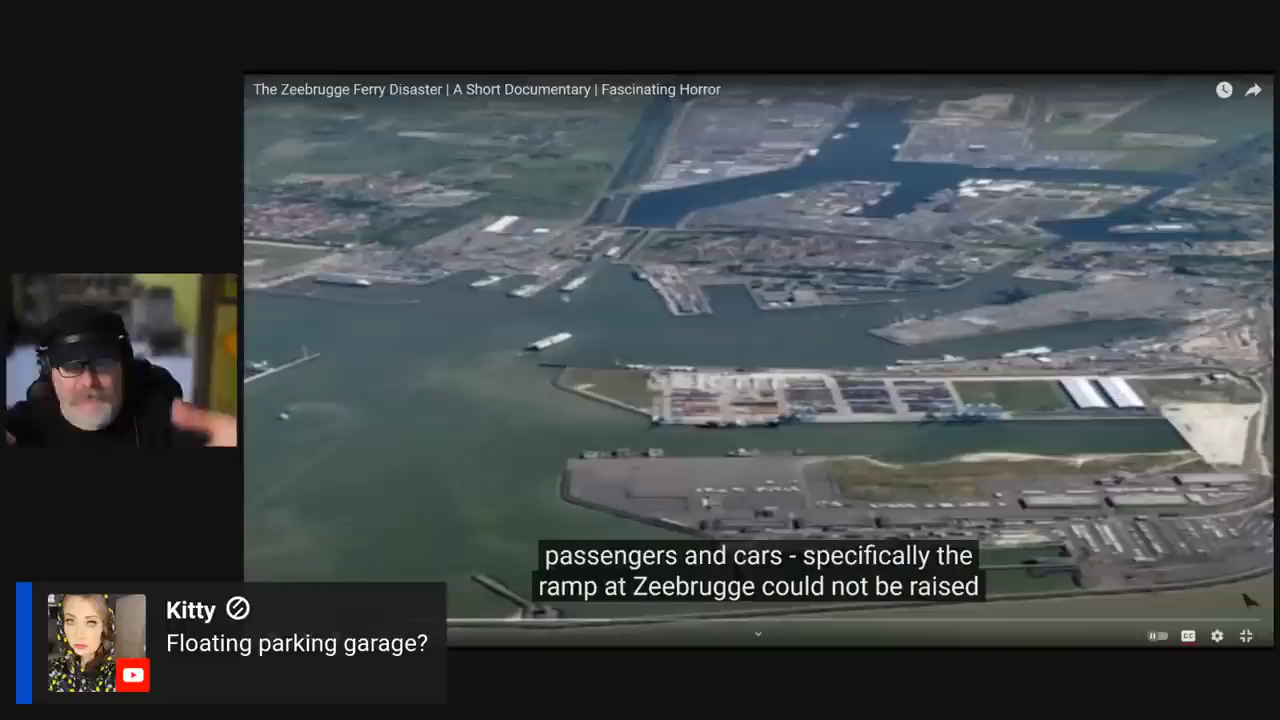 The Zeebrugge Ferry Disaster | A Short Documentary | Fascinating Horror
passengers and cars - specifically the
ramp at Zeebrugge could not be raised
Kitty
Floating parking garage?
CC